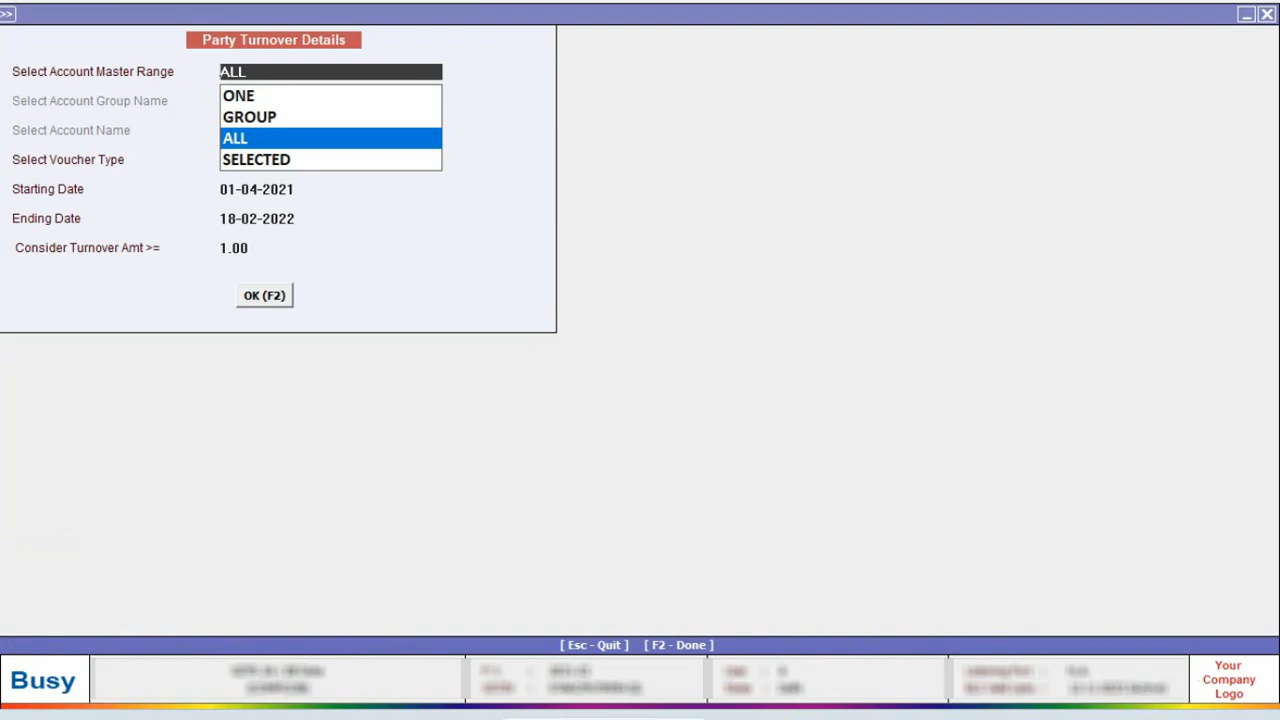 >>
Party Turnover Details
Select Account Master Range ALL
Select Account Group Name
Select Account Name
Select Voucher Type
ONE
GROUP
ALL
SELECTED
Starting Date 01-04-2021
Ending Date 18-02-2022
Consider Turnover Amt >= 1.00
OK (F2)
[ Esc - Quit ] [ F2 - Done ]
Busy
Your
Company
Logo